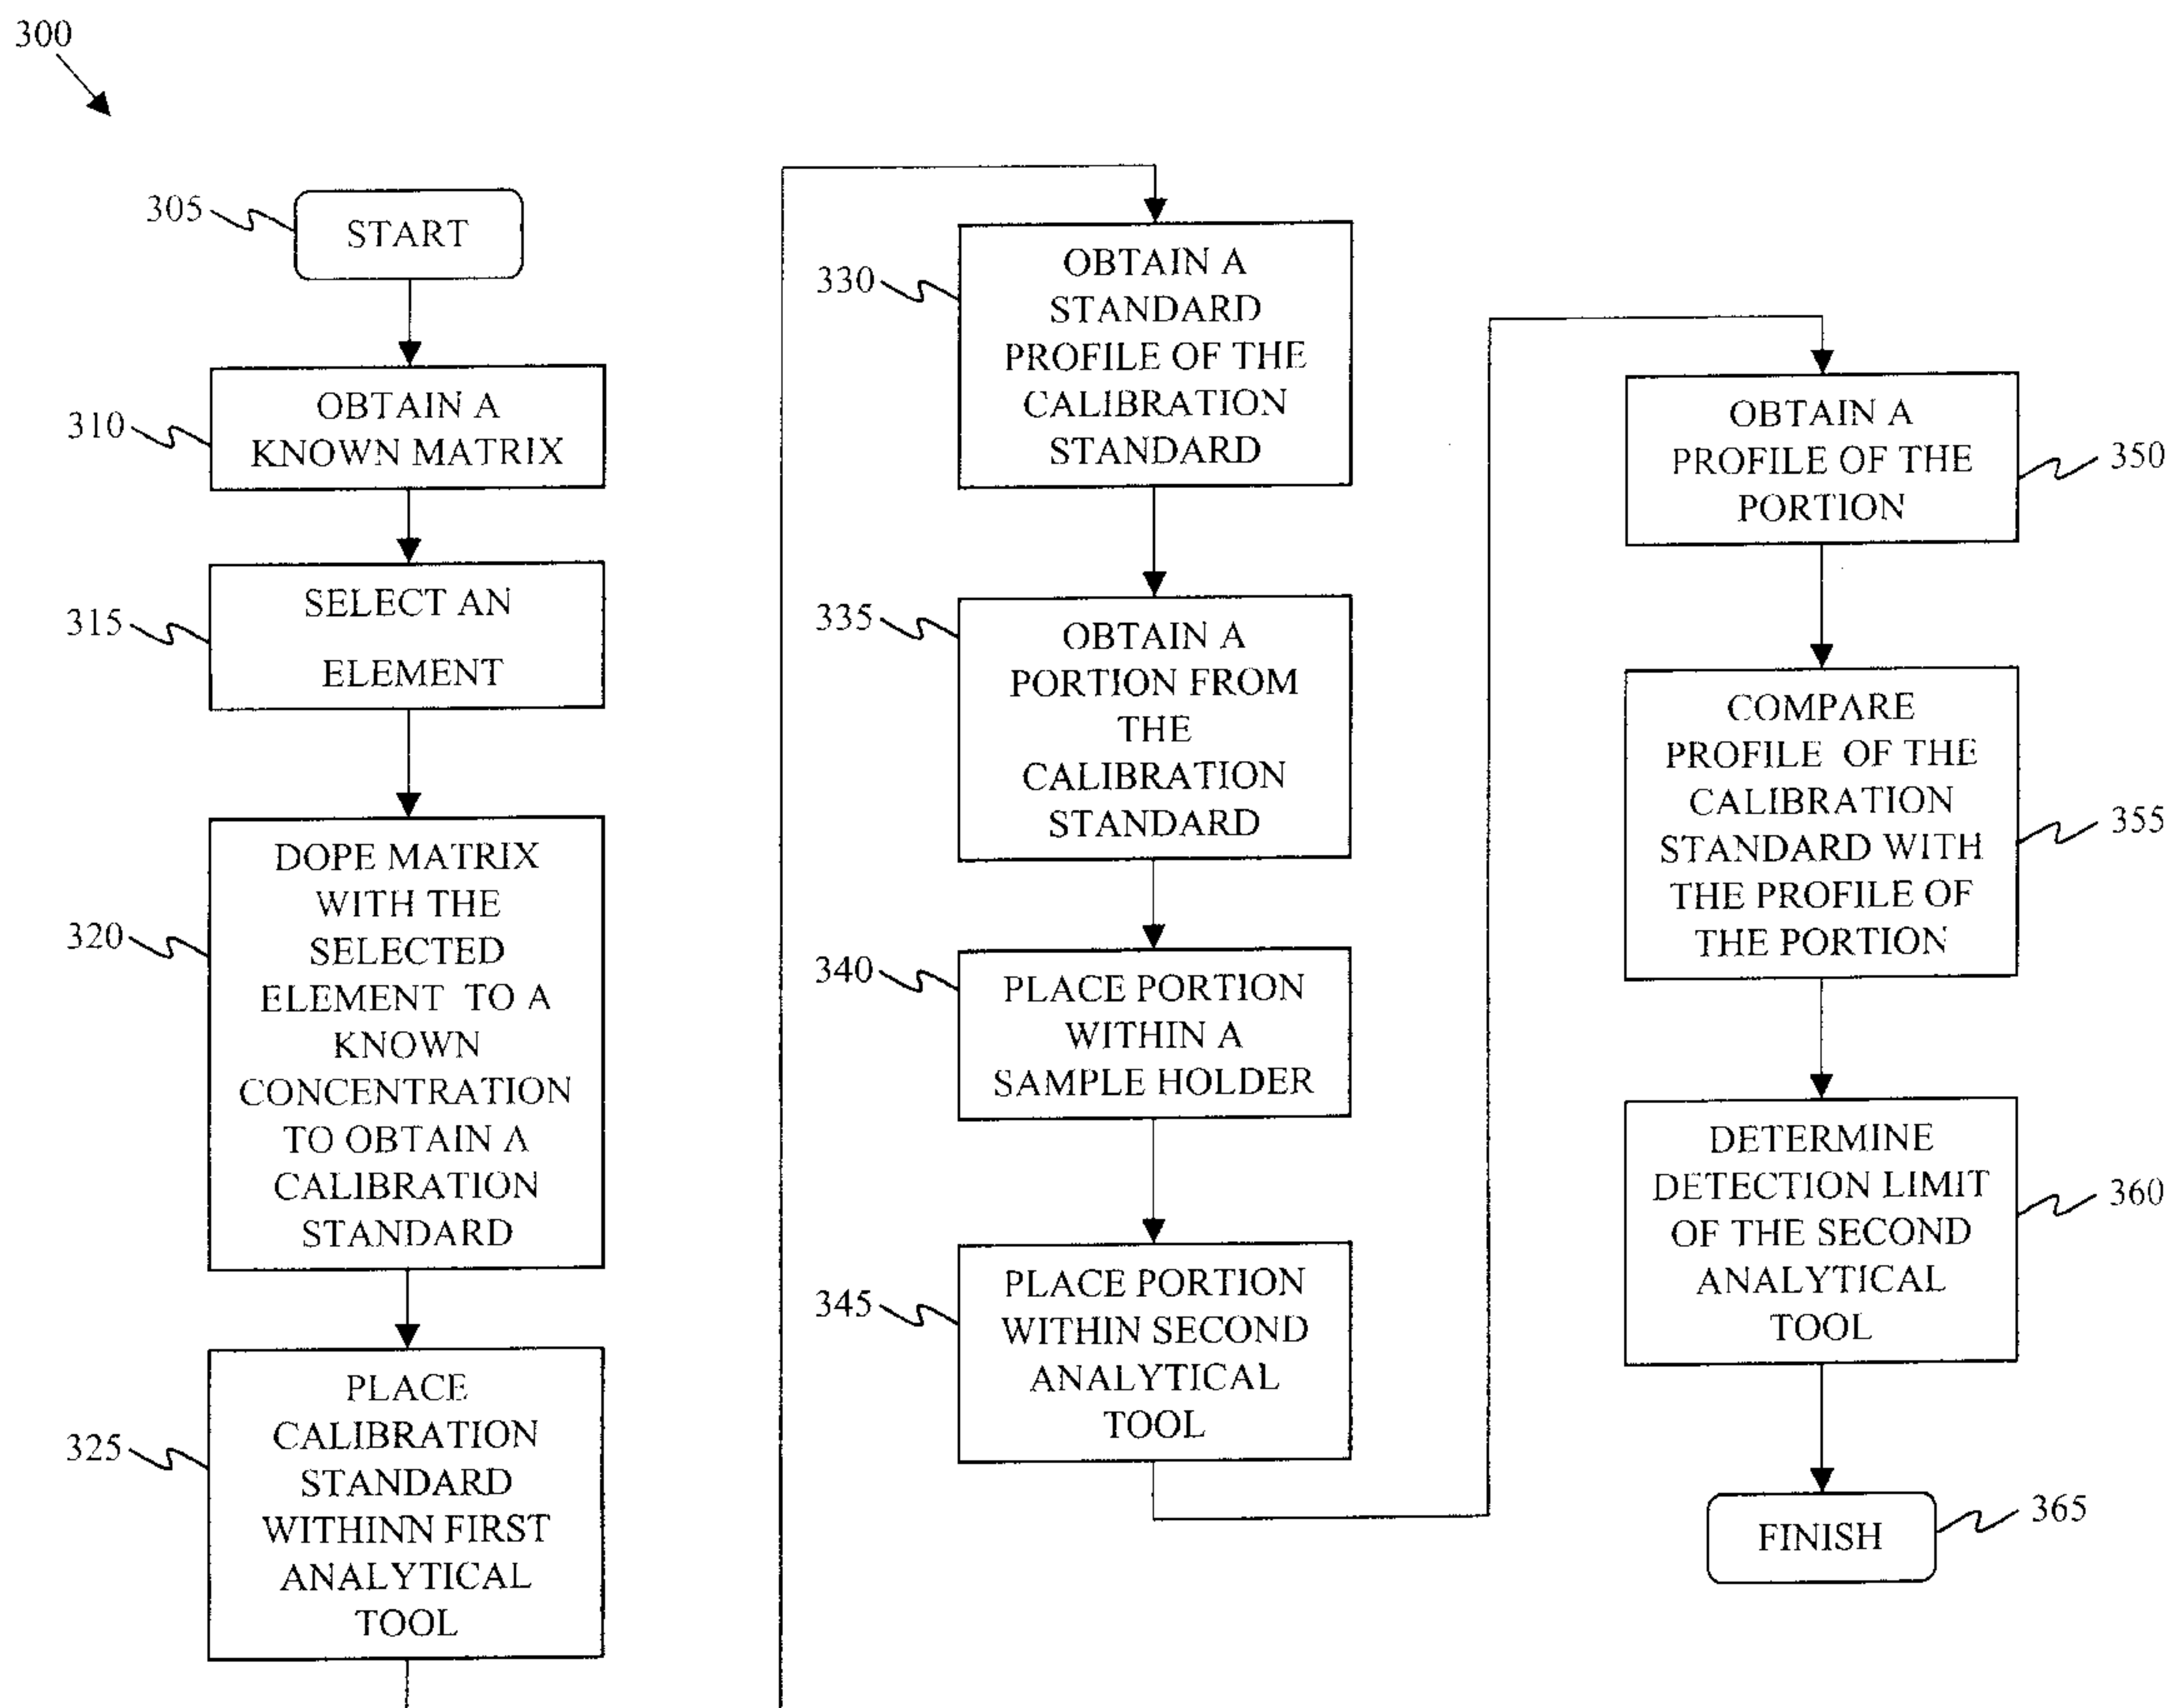 300
305
START
310
OBTAIN A
KNOWN MATRIX
315
SELECT AN
ELEMENT
320
DOPE MATRIX
WITH THE
SELECTED
ELEMENT TO A
KNOWN
CONCENTRATION
TO OBTAIN A
CALIBRATION
STANDARD
325
PLACE
CALIBRATION
STANDARD
WITHINN FIRST
ANALYTICAL
TOOL
330
OBTAIN A
STANDARD
PROFILE OF THE
CALIBRATION
STANDARD
335
OBTAIN A
PORTION FROM
THE
CALIBRATION
STANDARD
340
PLACE PORTION
WITHIN A
SAMPLE HOLDER
345
PLACE PORTION
WITHIN SECOND
ANALYTICAL
TOOL
OBTAIN A
PROFILE OF THE
PORTION
350
COMPARE
PROFILE OF THE
CALIBRATION
STANDARD WITH
THE PROFILE OF
THE PORTION
355
DETERMINE
DETECTION LIMIT
OF THE SECOND
ANALYTICAL
TOOL
360
FINISH
365